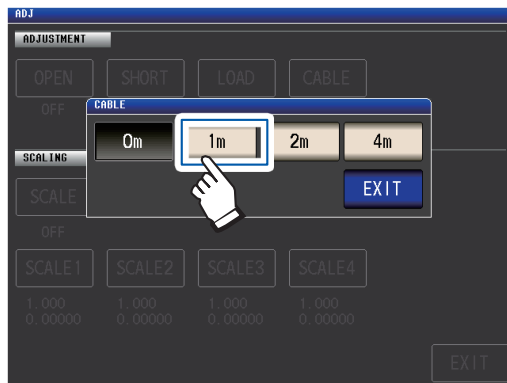 ADJ
ADJUSTMENT
OPEN SHORT LOAD CABLE
OFF
CABLE
0m 1m 2m 4m
EXIT
SCALING
SCALE
OFF
SCALE1 SCALE2 SCALE3 SCALE4
1.000 1.000 1.000 1.000
0.00000 0.00000 0.00000 0.00000
EXIT